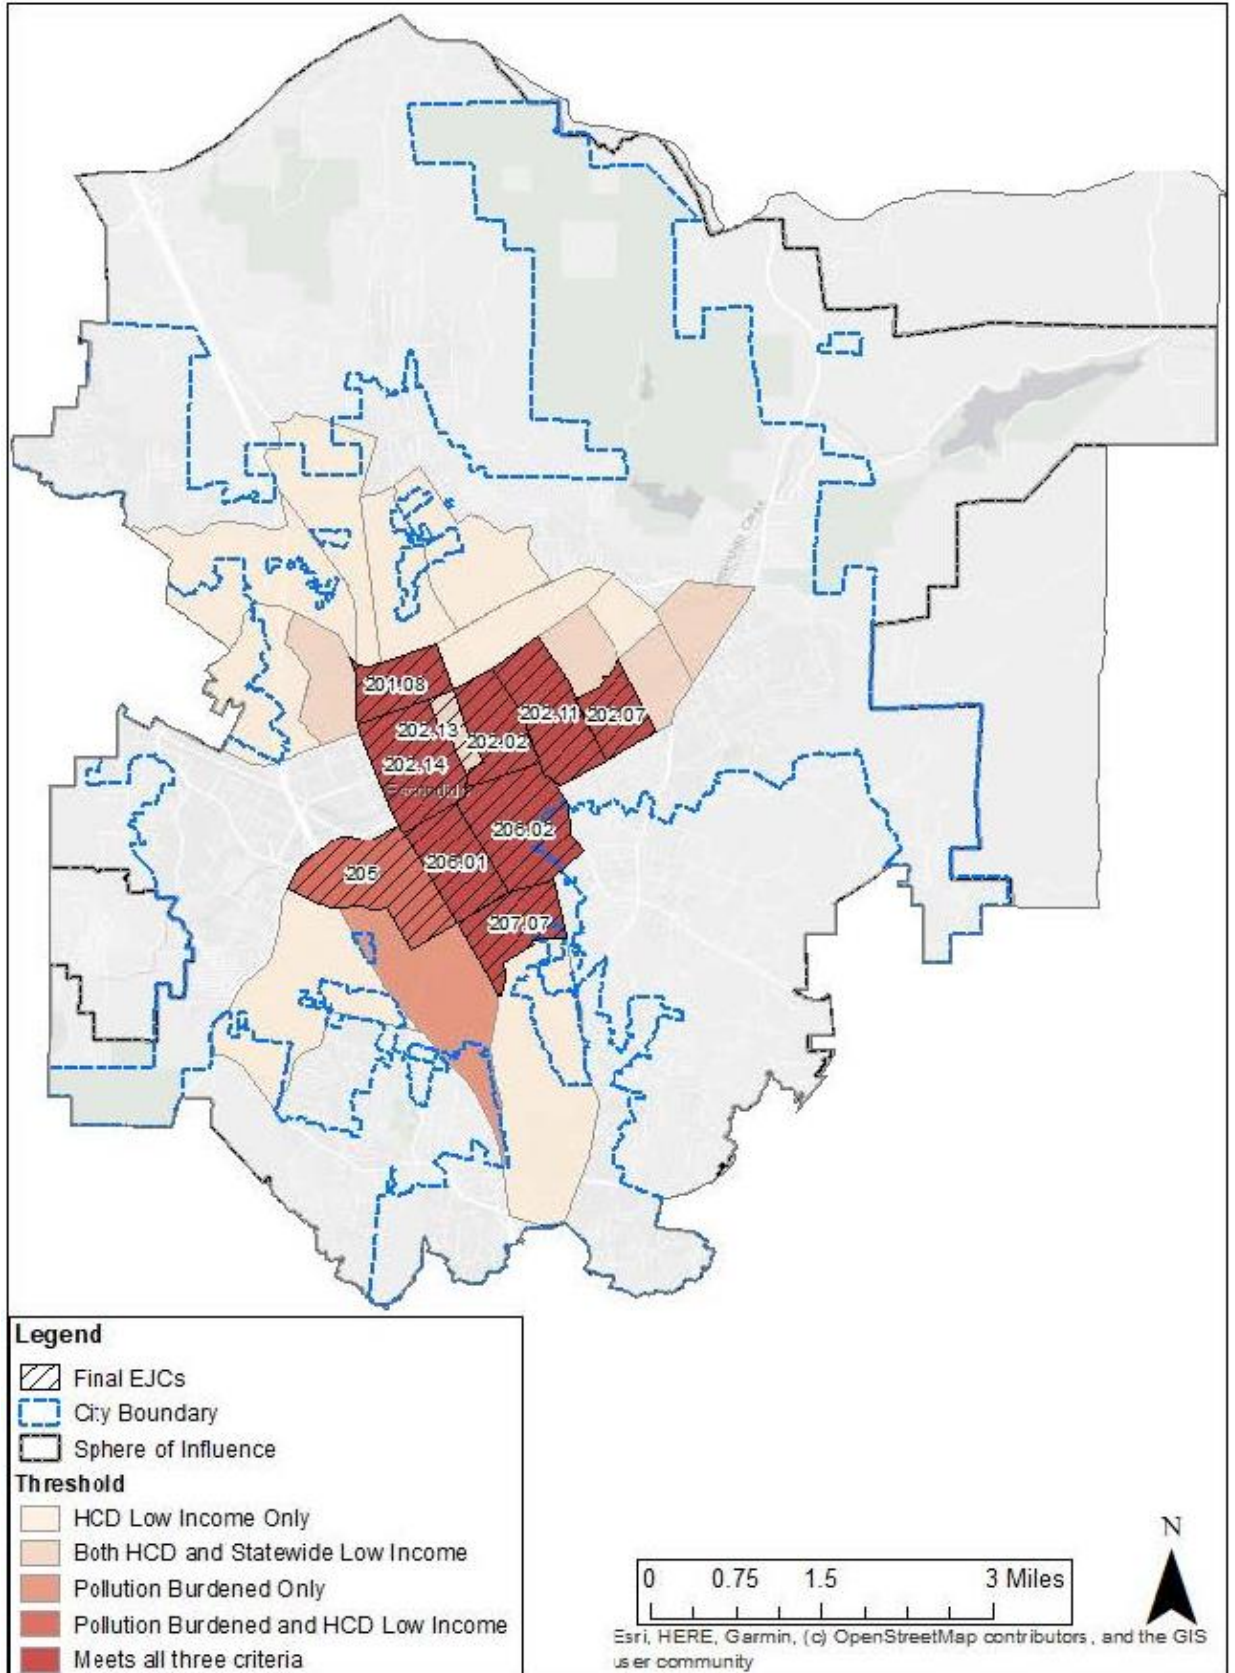 201.08
202.13
202.11
202.07
202.02
202.14
206.02
206.01
205
207.07
Legend
Final EJCs
City Boundary
Sphere of Influence
Threshold
HCD Low Income Only
Both HCD and Statewide Low Income
Pollution Burdened Only
Pollution Burdened and HCD Low Income
Meets all three criteria
N
0 0.75 1.5 3 Miles
Esri, HERE, Garmin, (c) OpenStreetMap contributors, and the GIS
user community